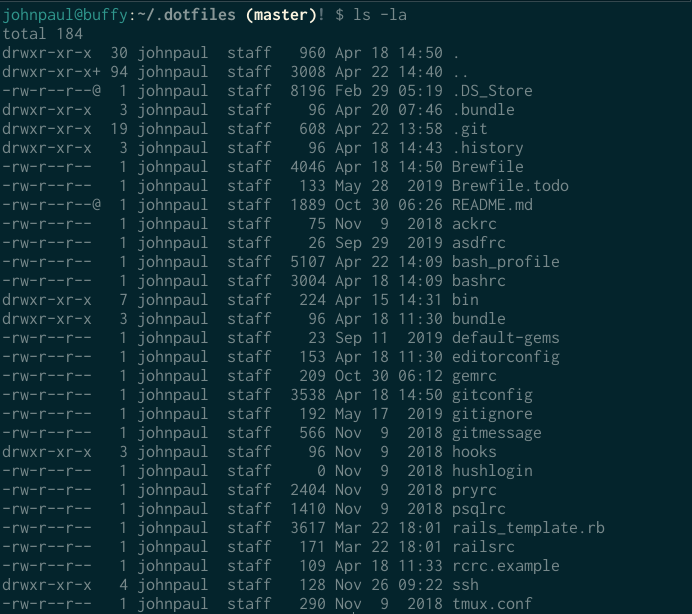 johnpaul@buffy:~/.dotfiles (master)! $ ls -la
total 184
drwxr-xr-x  30 johnpaul  staff   960 Apr 18 14:50 .
drwxr-xr-x+ 94 johnpaul  staff  3008 Apr 22 14:40 ..
-rw-r--r--@  1 johnpaul  staff  8196 Feb 29 05:19 .DS_Store
drwxr-xr-x   3 johnpaul  staff    96 Apr 20 07:46 .bundle
drwxr-xr-x  19 johnpaul  staff   608 Apr 22 13:58 .git
drwxr-xr-x   3 johnpaul  staff    96 Apr 18 14:43 .history
-rw-r--r--   1 johnpaul  staff  4046 Apr 18 14:50 Brewfile
-rw-r--r--   1 johnpaul  staff   133 May 28  2019 Brewfile.todo
-rw-r--r--@  1 johnpaul  staff  1889 Oct 30 06:26 README.md
-rw-r--r--   1 johnpaul  staff    75 Nov  9  2018 ackrc
-rw-r--r--   1 johnpaul  staff    26 Sep 29  2019 asdfrc
-rw-r--r--   1 johnpaul  staff  5107 Apr 22 14:09 bash_profile
-rw-r--r--   1 johnpaul  staff  3004 Apr 18 14:09 bashrc
drwxr-xr-x   7 johnpaul  staff   224 Apr 15 14:31 bin
drwxr-xr-x   3 johnpaul  staff    96 Apr 18 11:30 bundle
-rw-r--r--   1 johnpaul  staff    23 Sep 11  2019 default-gems
-rw-r--r--   1 johnpaul  staff   153 Apr 18 11:30 editorconfig
-rw-r--r--   1 johnpaul  staff   209 Oct 30 06:12 gemrc
-rw-r--r--   1 johnpaul  staff  3538 Apr 18 14:50 gitconfig
-rw-r--r--   1 johnpaul  staff   192 May 17  2019 gitignore
-rw-r--r--   1 johnpaul  staff   566 Nov  9  2018 gitmessage
drwxr-xr-x   3 johnpaul  staff    96 Nov  9  2018 hooks
-rw-r--r--   1 johnpaul  staff     0 Nov  9  2018 hushlogin
-rw-r--r--   1 johnpaul  staff  2404 Nov  9  2018 pryrc
-rw-r--r--   1 johnpaul  staff  1410 Nov  9  2018 psqlrc
-rw-r--r--   1 johnpaul  staff  3617 Mar 22 18:01 rails_template.rb
-rw-r--r--   1 johnpaul  staff   171 Mar 22 18:01 railsrc
-rw-r--r--   1 johnpaul  staff   109 Apr 18 11:33 rcrc.example
drwxr-xr-x   4 johnpaul  staff   128 Nov 26 09:22 ssh
-rw-r--r--   1 johnpaul  staff   290 Nov  9  2018 tmux.conf